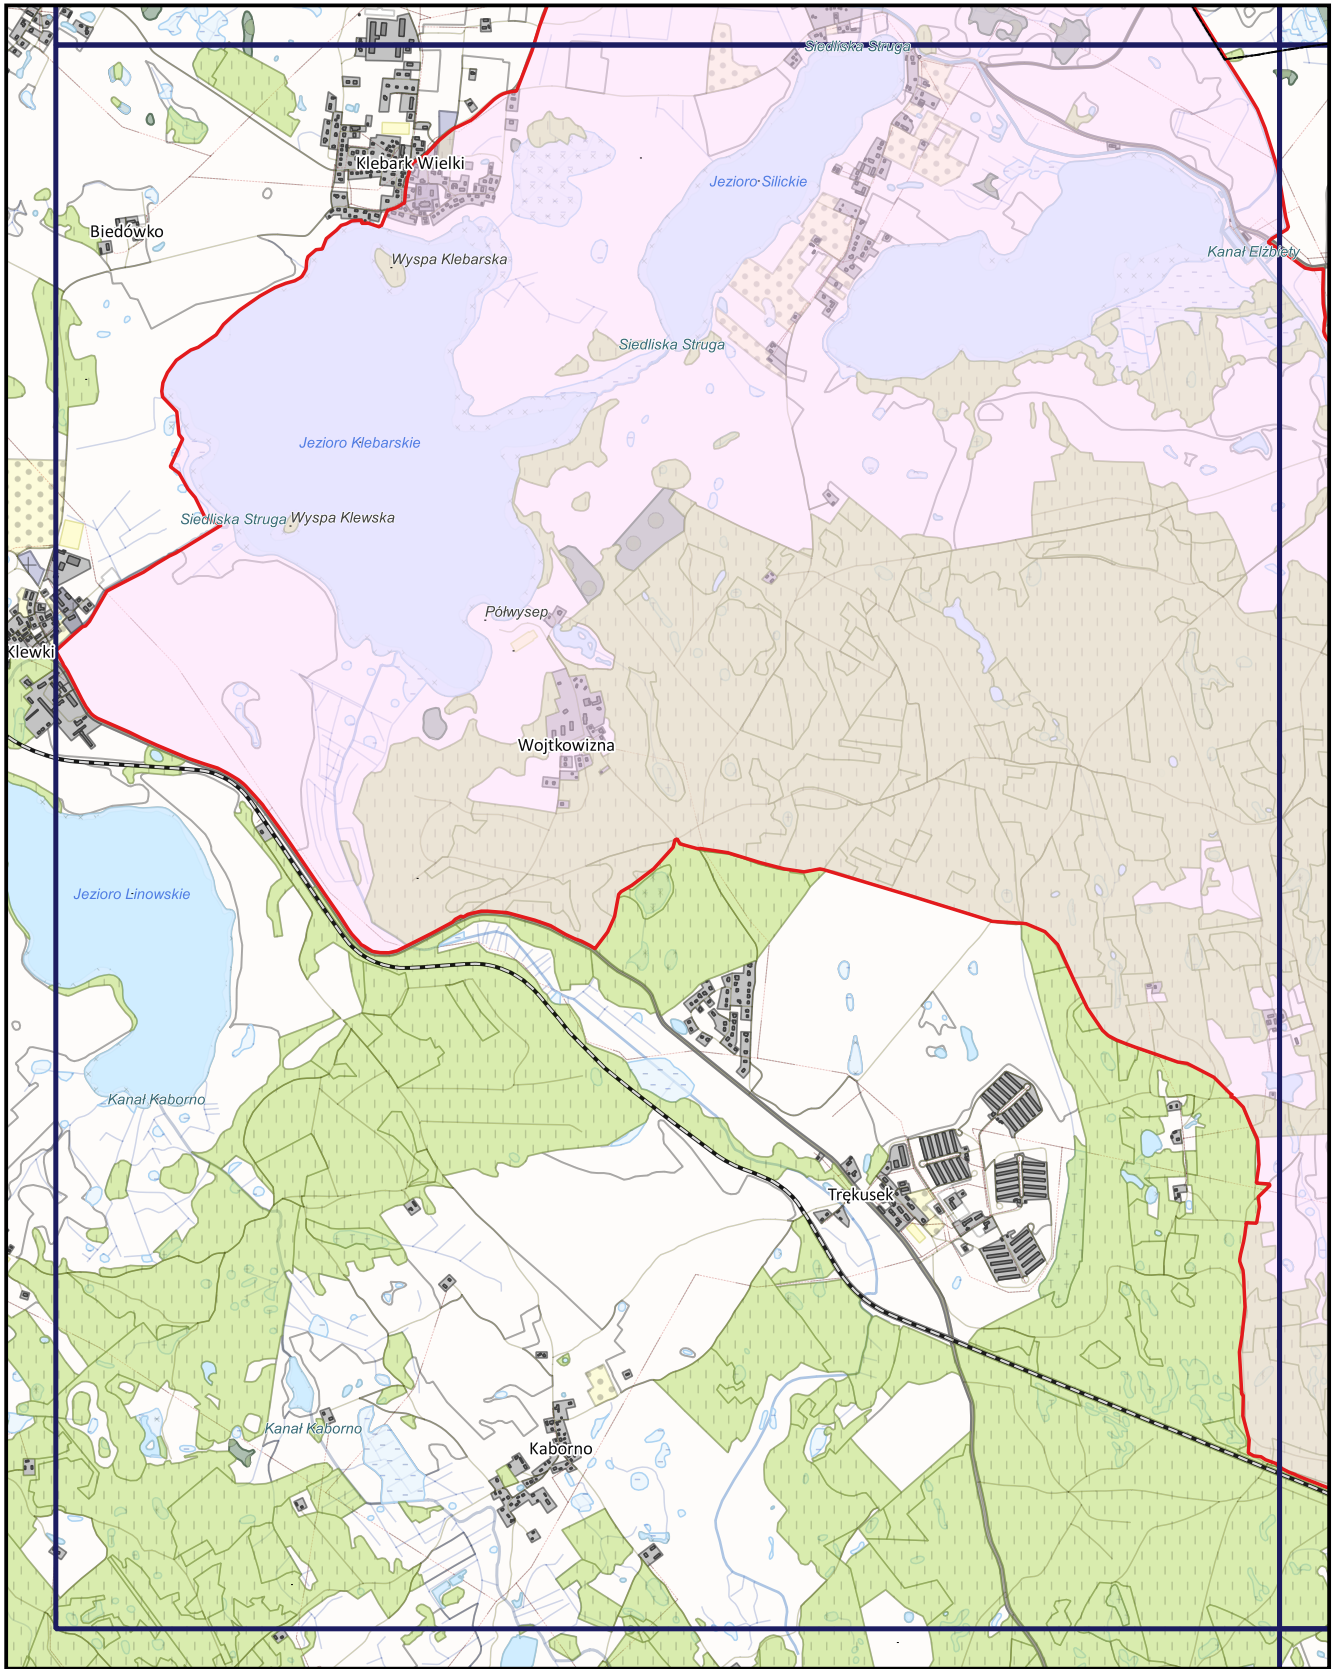 Siedliska Struga
Klebark Wielki
Jezioro Silickie
Biedówko
Kanał Elżbiety
Wyspa Klebarska
Siedliska Struga
Jezioro Klebarskie
Siedliska Struga
Wyspa Klewska
Półwysep
Klewki
Wojtkowizna
Jezioro Linowskie
Kanał Kaborno
Trękusek
Kanał Kaborno
Kaborno